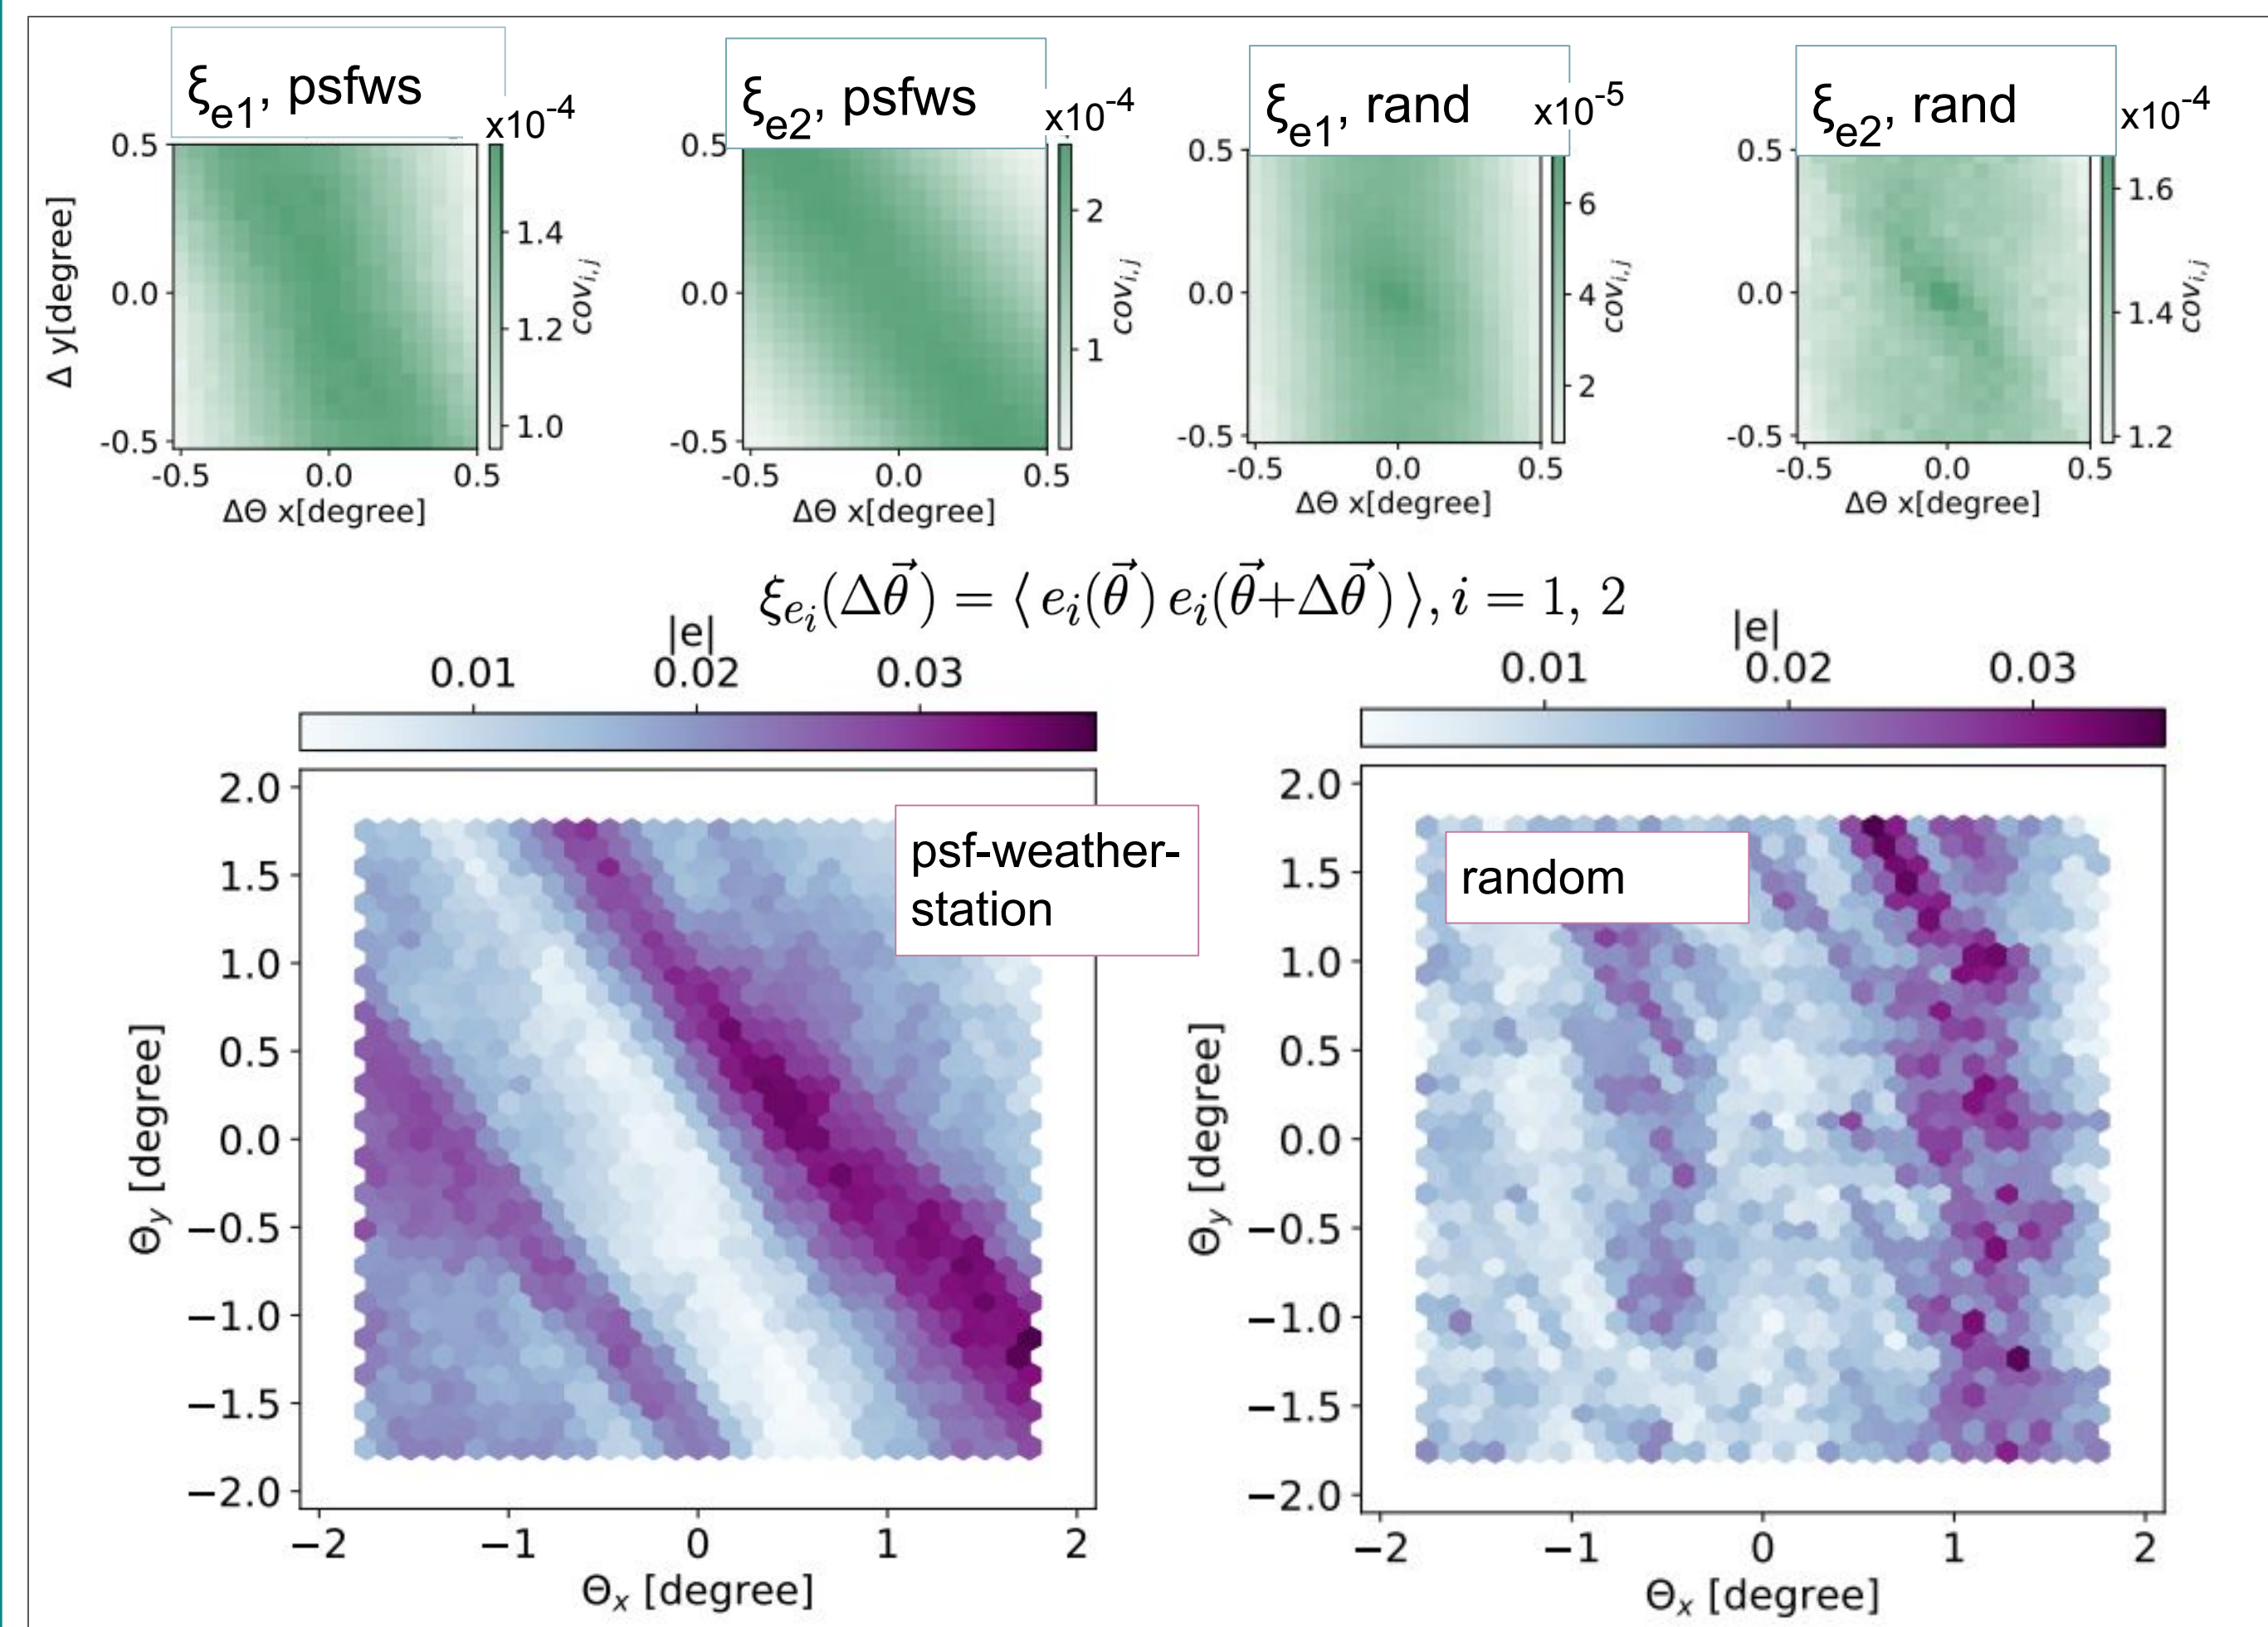 ξe1, psfws
x10-4
0.5
0.0
-0.5
Δ y[degree]
-0.5 0.0 0.5
ΔΘ x[degree]
1.4
1.2
1.0
covi,j
ξe2, psfws
x10-4
0.5
0.0
-0.5
-0.5 0.0 0.5
ΔΘ x[degree]
2
1
covi,j
ξe1, rand
x10-5
0.5
0.0
-0.5
-0.5 0.0 0.5
ΔΘ x[degree]
6
4
2
covi,j
ξe2, rand
x10-4
0.5
0.0
-0.5
-0.5 0.0 0.5
ΔΘ x[degree]
1.6
1.4
1.2
covi,j
ξei(Δθ⃗) = ⟨ei(θ⃗) ei(θ⃗+Δθ⃗)⟩, i = 1, 2
|e|
0.01 0.02 0.03
2.0
1.5
1.0
0.5
0.0
−0.5
−1.0
−1.5
−2.0
Θy [degree]
psf-weather-
station
−2 −1 0 1 2
Θx [degree]
|e|
0.01 0.02 0.03
2.0
1.5
1.0
0.5
0.0
−0.5
−1.0
−1.5
−2.0
Θy [degree]
random
−2 −1 0 1 2
Θx [degree]